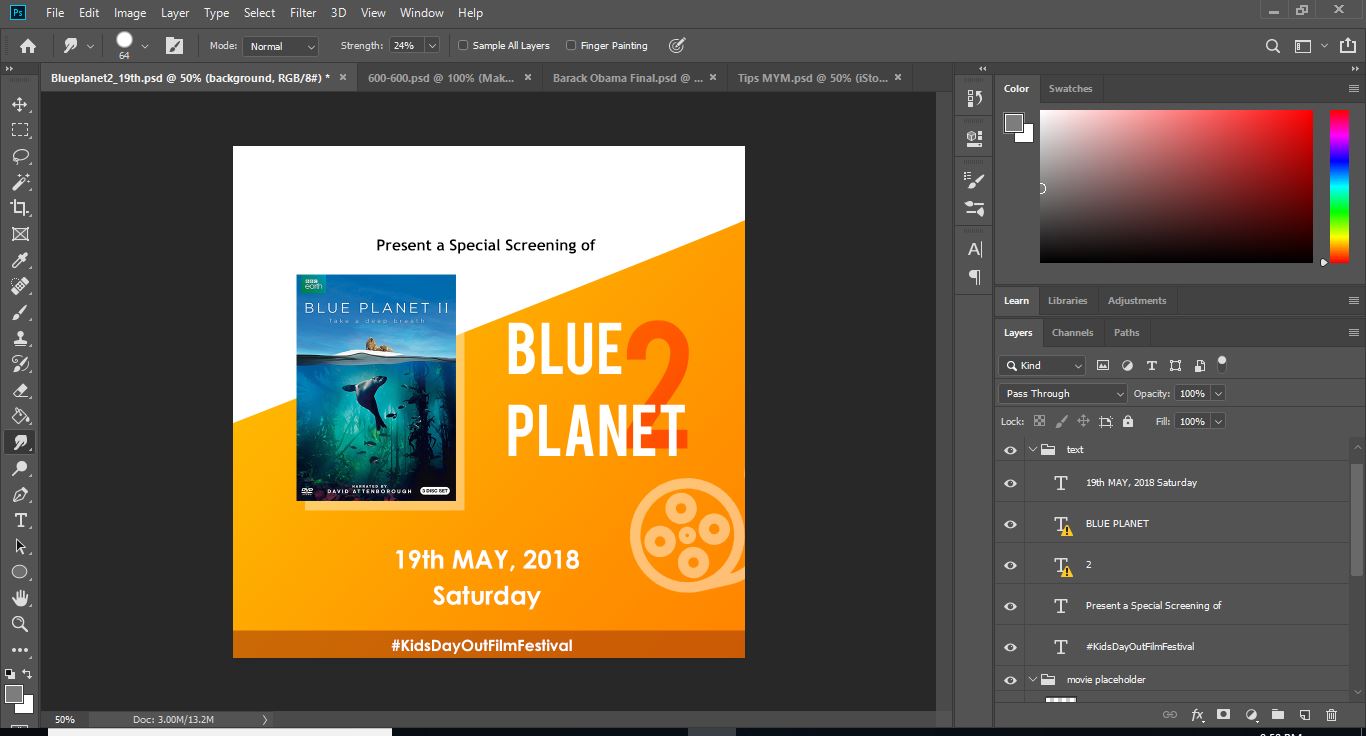 Ps File Edit Image Layer Type Select Filter 3D View Window Help
64 Mode: Normal Strength: 24% Sample All Layers Finger Painting
Blueplanet2_19th.psd @ 50% (background, RGB/8#) * × 600-600.psd @ 100% (Mak... × Barack Obama Final.psd @ ... × Tips MYM.psd @ 50% (iSto... ×
Present a Special Screening of
BBC
earth
BLUE PLANET II
Take a deep breath
NARRATED BY
DAVID ATTENBOROUGH
DVD
3 DISC SET
BLUE 2
PLANET
19th MAY, 2018
Saturday
#KidsDayOutFilmFestival
50% Doc: 3.00M/13.2M
Color Swatches
Learn Libraries Adjustments
Layers Channels Paths
Kind
Pass Through Opacity: 100%
Lock: Fill: 100%
text
19th MAY, 2018 Saturday
BLUE PLANET
2
Present a Special Screening of
#KidsDayOutFilmFestival
movie placeholder
fx